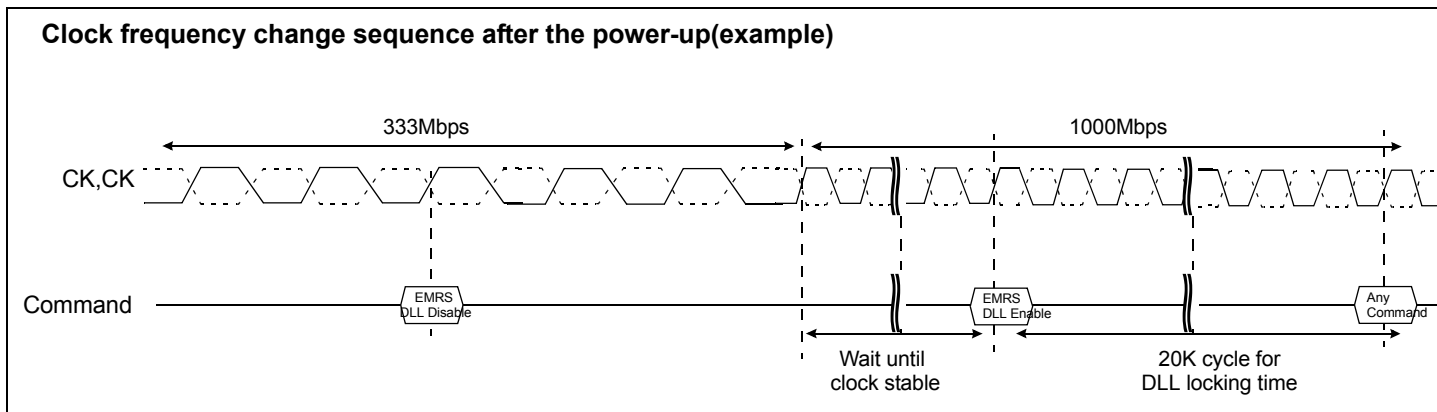 Clock frequency change sequence after the power-up(example)
333Mbps
1000Mbps
CK,CK
Command
EMRS
DLL Disable
EMRS
DLL Enable
Any
Command
Wait until
clock stable
20K cycle for
DLL locking time